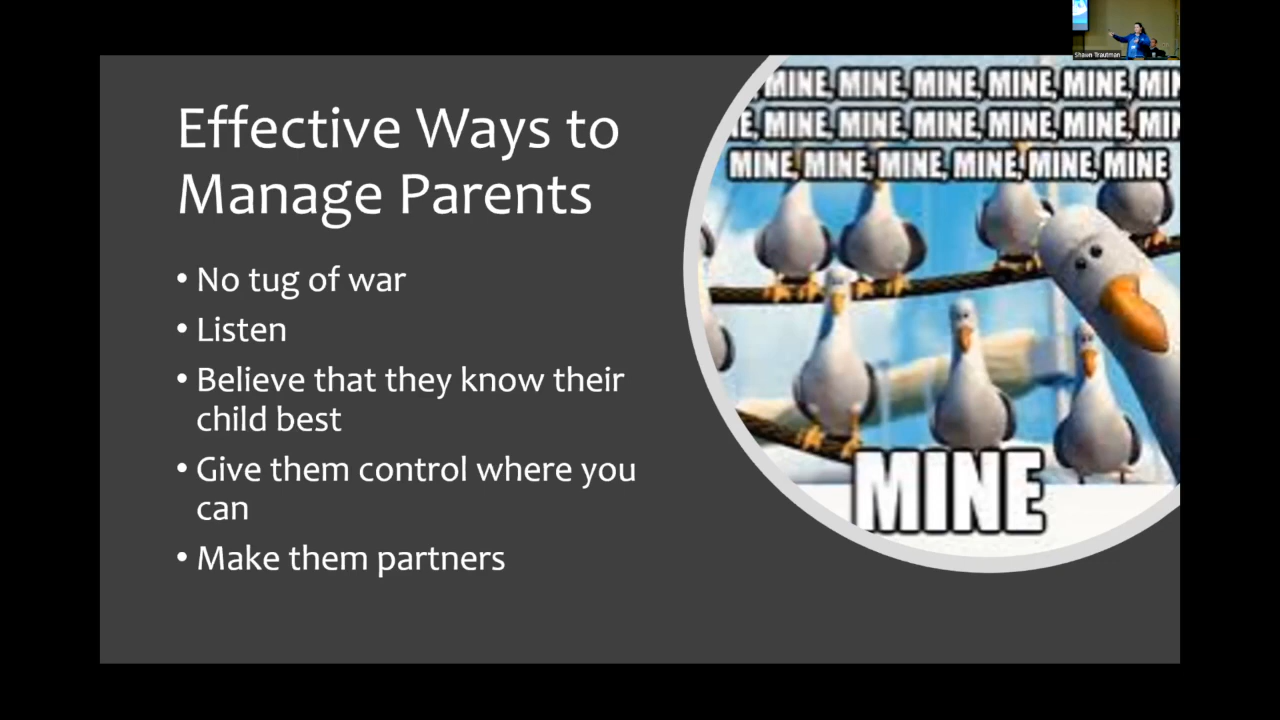 Shawn Trautman
Effective Ways to
Manage Parents
• No tug of war
• Listen
• Believe that they know their
child best
• Give them control where you
can
• Make them partners
MINE, MINE, MINE, MINE, MINE,
MINE, MINE, MINE, MINE, MINE,
MINE, MINE, MINE, MINE, MINE, MINE
MINE